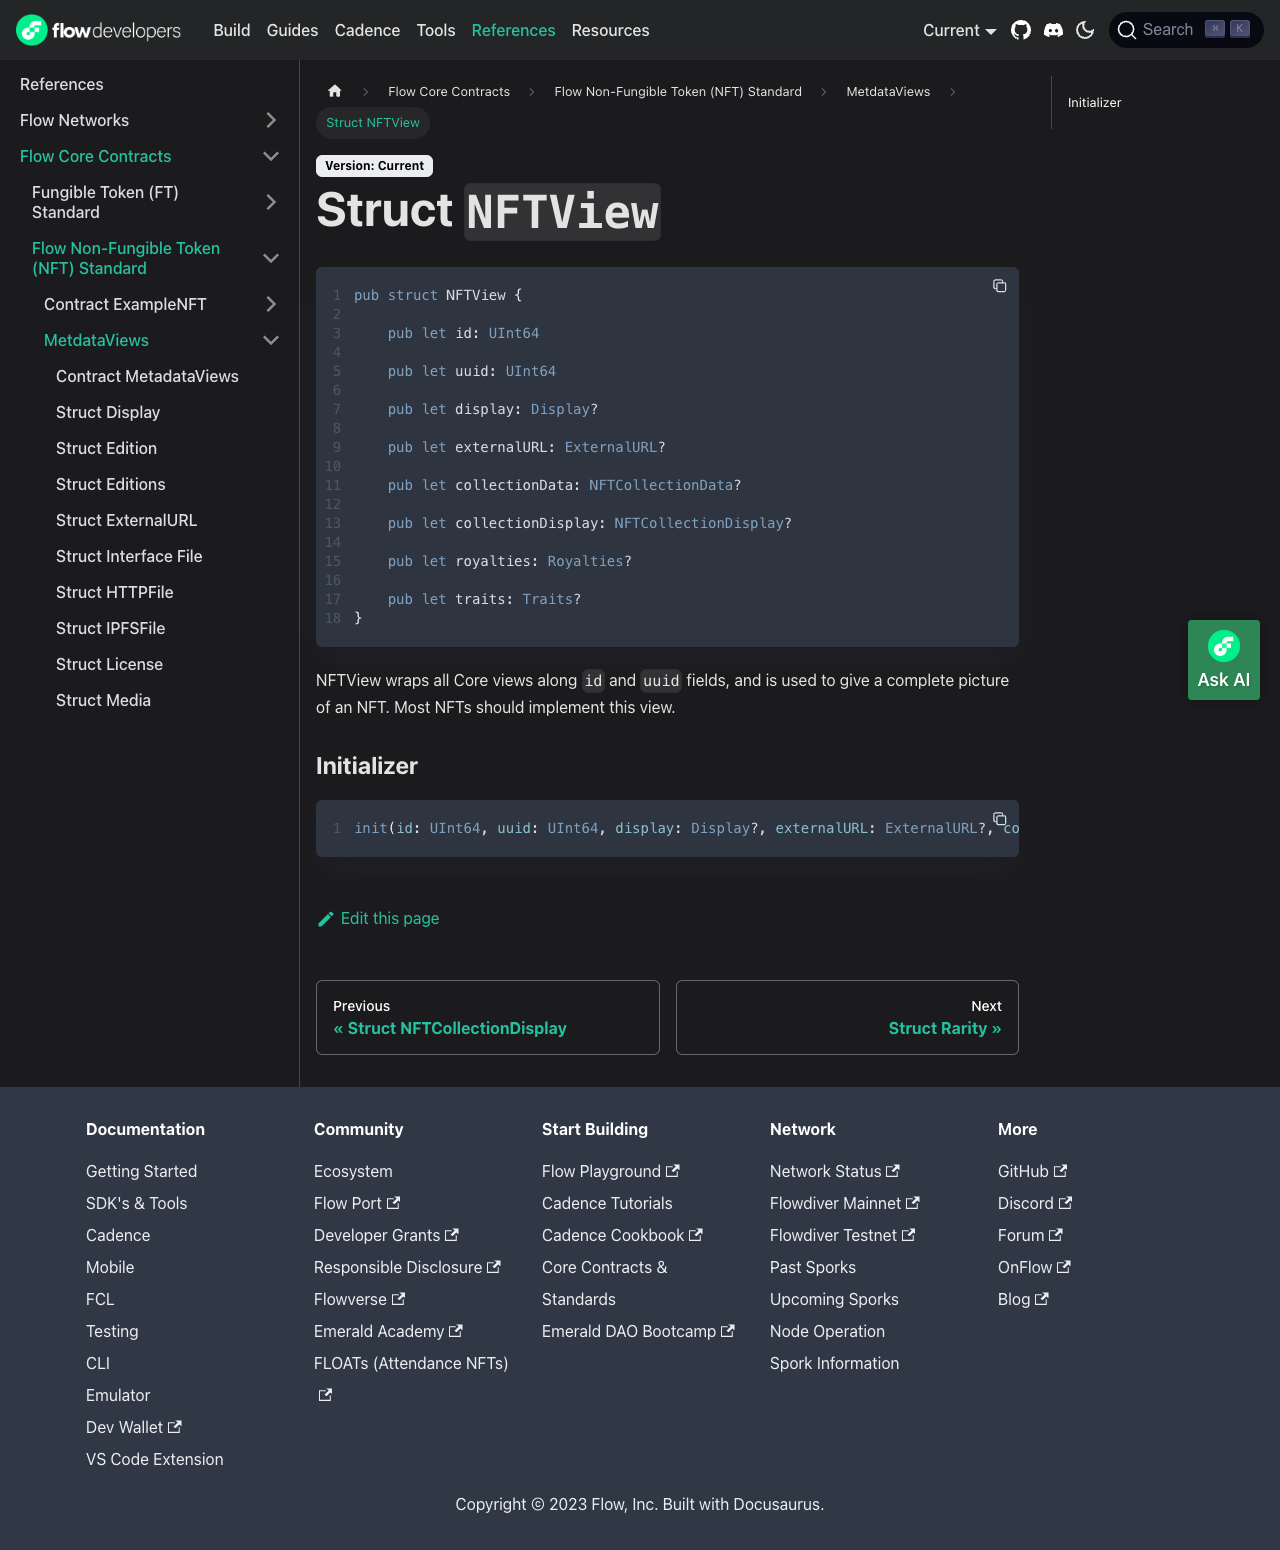 flowdevelopers
Build Guides Cadence Tools References Resources
Current
Search ⌘ K
References
Flow Networks
Flow Core Contracts
Fungible Token (FT)
Standard
Flow Non-Fungible Token
(NFT) Standard
Contract ExampleNFT
MetdataViews
Contract MetadataViews
Struct Display
Struct Edition
Struct Editions
Struct ExternalURL
Struct Interface File
Struct HTTPFile
Struct IPFSFile
Struct License
Struct Media
Flow Core Contracts Flow Non-Fungible Token (NFT) Standard MetdataViews
Struct NFTView
Version: Current
Struct NFTView
1 pub struct NFTView {
2
3 pub let id: UInt64
4
5 pub let uuid: UInt64
6
7 pub let display: Display?
8
9 pub let externalURL: ExternalURL?
10
11 pub let collectionData: NFTCollectionData?
12
13 pub let collectionDisplay: NFTCollectionDisplay?
14
15 pub let royalties: Royalties?
16
17 pub let traits: Traits?
18 }
NFTView wraps all Core views along id and uuid fields, and is used to give a complete picture
of an NFT. Most NFTs should implement this view.
Initializer
1 init(id: UInt64, uuid: UInt64, display: Display?, externalURL: ExternalURL?, co
Edit this page
Previous
« Struct NFTCollectionDisplay
Next
Struct Rarity »
Initializer
Ask AI
Documentation
Getting Started
SDK's & Tools
Cadence
Mobile
FCL
Testing
CLI
Emulator
Dev Wallet
VS Code Extension
Community
Ecosystem
Flow Port
Developer Grants
Responsible Disclosure
Flowverse
Emerald Academy
FLOATs (Attendance NFTs)
Start Building
Flow Playground
Cadence Tutorials
Cadence Cookbook
Core Contracts &
Standards
Emerald DAO Bootcamp
Network
Network Status
Flowdiver Mainnet
Flowdiver Testnet
Past Sporks
Upcoming Sporks
Node Operation
Spork Information
More
GitHub
Discord
Forum
OnFlow
Blog
Copyright © 2023 Flow, Inc. Built with Docusaurus.